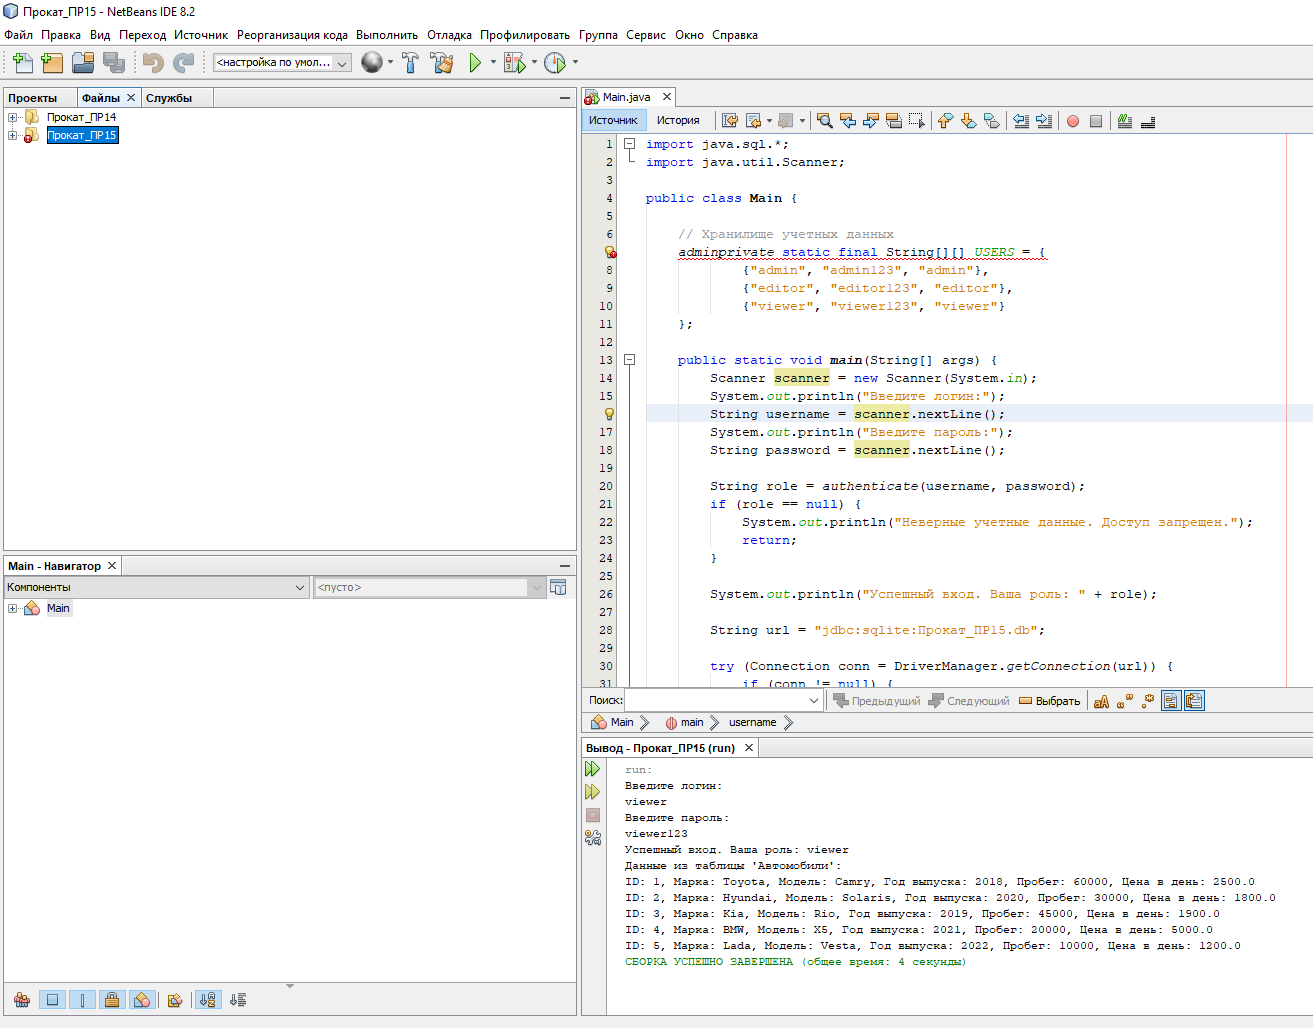 Прокат_ПР15 - NetBeans IDE 8.2
Файл Правка Вид Переход Источник Реорганизация кода Выполнить Отладка Профилировать Группа Сервис Окно Справка
<настройка по умол...
Проекты Файлы Службы
Прокат_ПР14
Прокат_ПР15
Main - Навигатор
Компоненты <пусто>
Main
Main.java
Источник История
1 import java.sql.*;
2 import java.util.Scanner;
3
4 public class Main {
5
6 // Хранилище учетных данных
adminprivate static final String[][] USERS = {
8 {"admin", "admin123", "admin"},
9 {"editor", "editor123", "editor"},
10 {"viewer", "viewer123", "viewer"}
11 };
12
13 public static void main(String[] args) {
14 Scanner scanner = new Scanner(System.in);
15 System.out.println("Введите логин:");
String username = scanner.nextLine();
17 System.out.println("Введите пароль:");
18 String password = scanner.nextLine();
19
20 String role = authenticate(username, password);
21 if (role == null) {
22 System.out.println("Неверные учетные данные. Доступ запрещен.");
23 return;
24 }
25
26 System.out.println("Успешный вход. Ваша роль: " + role);
27
28 String url = "jdbc:sqlite:Прокат_ПР15.db";
29
30 try (Connection conn = DriverManager.getConnection(url)) {
31 if (conn != null) {
Поиск: Предыдущий Следующий Выбрать
Main main username
Вывод - Прокат_ПР15 (run)
run:
Введите логин:
viewer
Введите пароль:
viewer123
Успешный вход. Ваша роль: viewer
Данные из таблицы 'Автомобили':
ID: 1, Марка: Toyota, Модель: Camry, Год выпуска: 2018, Пробег: 60000, Цена в день: 2500.0
ID: 2, Марка: Hyundai, Модель: Solaris, Год выпуска: 2020, Пробег: 30000, Цена в день: 1800.0
ID: 3, Марка: Kia, Модель: Rio, Год выпуска: 2019, Пробег: 45000, Цена в день: 1900.0
ID: 4, Марка: BMW, Модель: X5, Год выпуска: 2021, Пробег: 20000, Цена в день: 5000.0
ID: 5, Марка: Lada, Модель: Vesta, Год выпуска: 2022, Пробег: 10000, Цена в день: 1200.0
СБОРКА УСПЕШНО ЗАВЕРШЕНА (общее время: 4 секунды)